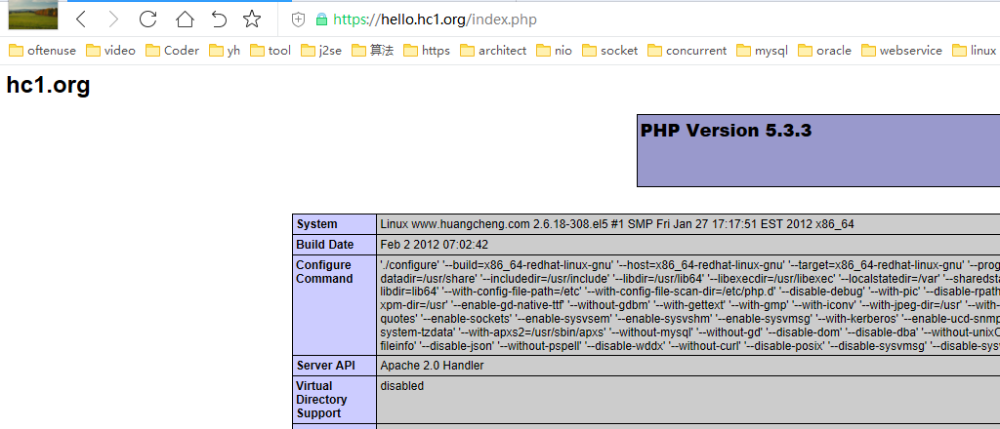 https://hello.hc1.org/index.php
oftenuse video Coder yh tool j2se 算法 https architect nio socket concurrent mysql oracle webservice linux
hc1.org
PHP Version 5.3.3
System Linux www.huangcheng.com 2.6.18-308.el5 #1 SMP Fri Jan 27 17:17:51 EST 2012 x86_64
Build Date Feb 2 2012 07:02:42
Configure Command './configure' '--build=x86_64-redhat-linux-gnu' '--host=x86_64-redhat-linux-gnu' '--target=x86_64-redhat-linux-gnu' '--prog
datadir=/usr/share' '--includedir=/usr/include' '--libdir=/usr/lib64' '--libexecdir=/usr/libexec' '--localstatedir=/var' '--sharedsta
libdir=lib64' '--with-config-file-path=/etc' '--with-config-file-scan-dir=/etc/php.d' '--disable-debug' '--with-pic' '--disable-rpath
xpm-dir=/usr' '--enable-gd-native-ttf' '--without-gdbm' '--with-gettext' '--with-gmp' '--with-iconv' '--with-jpeg-dir=/usr' '--with-
quotes' '--enable-sockets' '--enable-sysvsem' '--enable-sysvshm' '--enable-sysvmsg' '--with-kerberos' '--enable-ucd-snmp
system-tzdata' '--with-apxs2=/usr/sbin/apxs' '--without-mysql' '--without-gd' '--disable-dom' '--disable-dba' '--without-unixO
fileinfo' '--disable-json' '--without-pspell' '--disable-wddx' '--without-curl' '--disable-posix' '--disable-sysvmsg' '--disable-sys
Server API Apache 2.0 Handler
Virtual Directory Support disabled